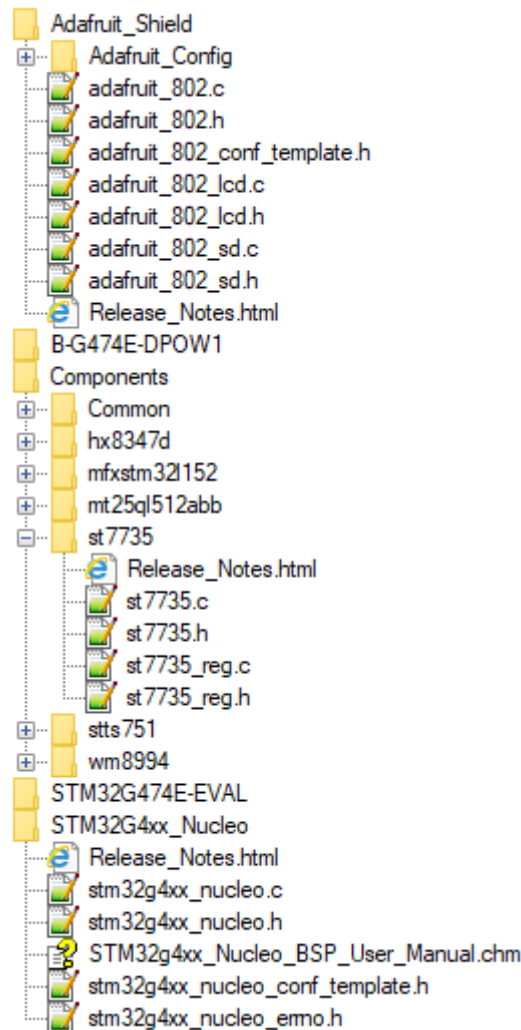 Adafruit_Shield
Adafruit_Config
adafruit_802.c
adafruit_802.h
adafruit_802_conf_template.h
adafruit_802_lcd.c
adafruit_802_lcd.h
adafruit_802_sd.c
adafruit_802_sd.h
Release_Notes.html
B-G474E-DPOW1
Components
Common
hx8347d
mfxstm32l152
mt25ql512abb
st7735
Release_Notes.html
st7735.c
st7735.h
st7735_reg.c
st7735_reg.h
stts751
wm8994
STM32G474E-EVAL
STM32G4xx_Nucleo
Release_Notes.html
stm32g4xx_nucleo.c
stm32g4xx_nucleo.h
STM32g4xx_Nucleo_BSP_User_Manual.chm
stm32g4xx_nucleo_conf_template.h
stm32g4xx_nucleo_errno.h